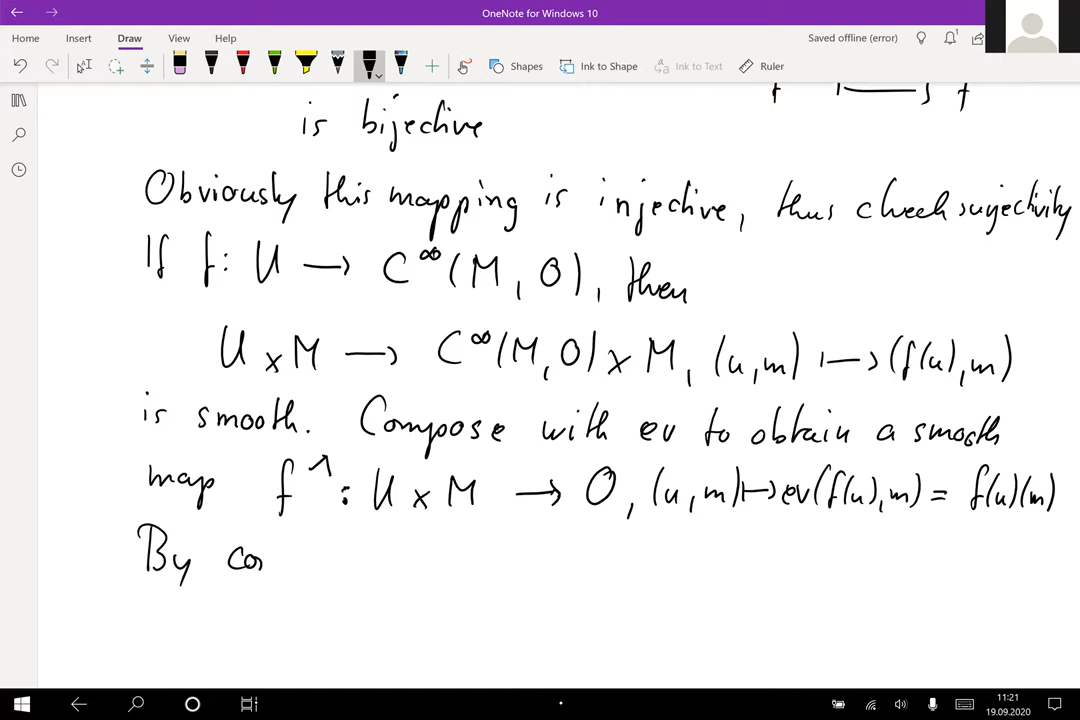 OneNote for Windows 10
Home Insert Draw View Help Saved offline (error)
Shapes Ink to Shape Ink to Text Ruler
f ↦ f
is bijective
Obviously this mapping is injective, thus check surjectivity
If f: U → C^∞(M, O), then
U × M → C^∞(M, O) × M, (u, m) ↦ (f(u), m)
is smooth. Compose with ev to obtain a smooth
map f^∧ : U × M → O, (u, m) ↦ ev(f(u), m) = f(u)(m)
By co
11:21
19.09.2020